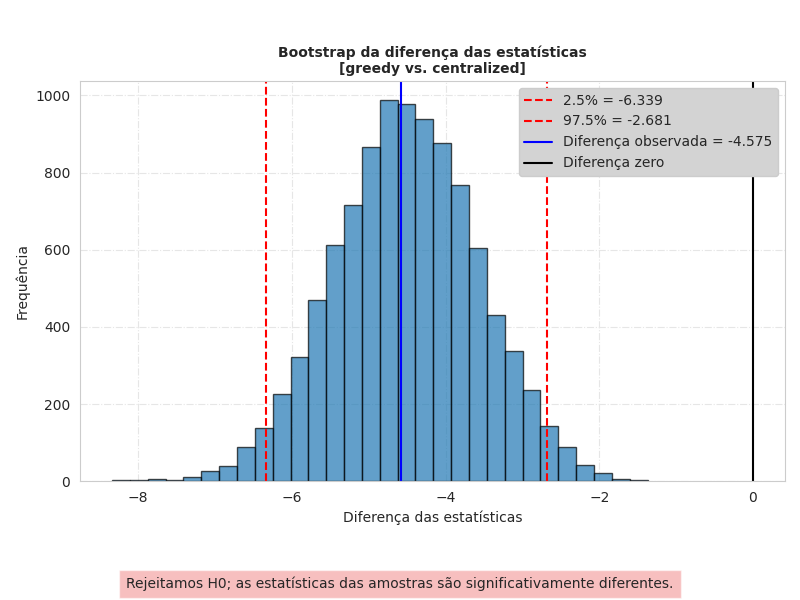 Bootstrap da diferença das estatísticas
[greedy vs. centralized]
2.5% = -6.339
97.5% = -2.681
Diferença observada = -4.575
Diferença zero
Frequência
1000
800
600
400
200
0
−8
−6
−4
−2
0
Diferença das estatísticas
Rejeitamos H0; as estatísticas das amostras são significativamente diferentes.